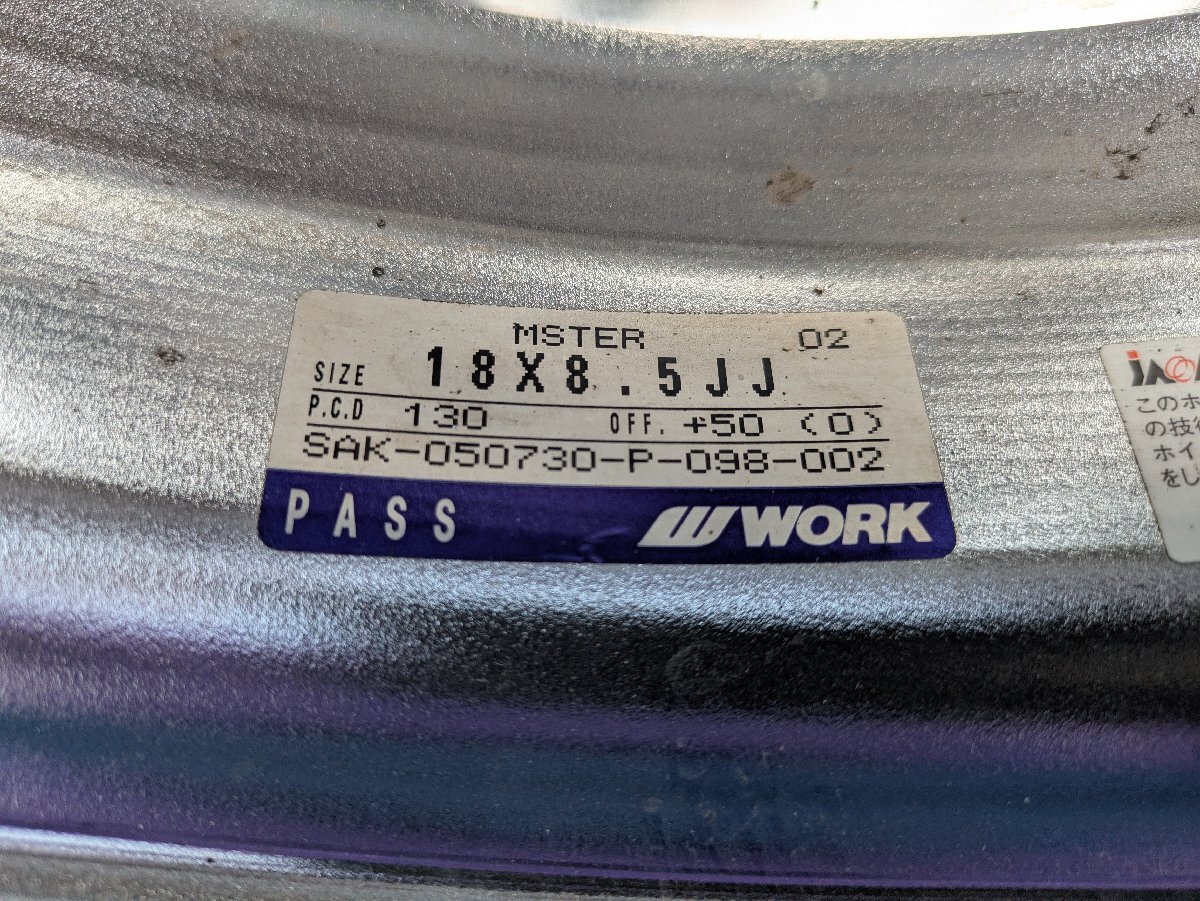 MSTER 02
SIZE 18X8.5JJ
P.C.D 130 OFF. +50 (0)
SAK-050730-P-098-002
PASS WORK
このホ
の技
ホイ
をし